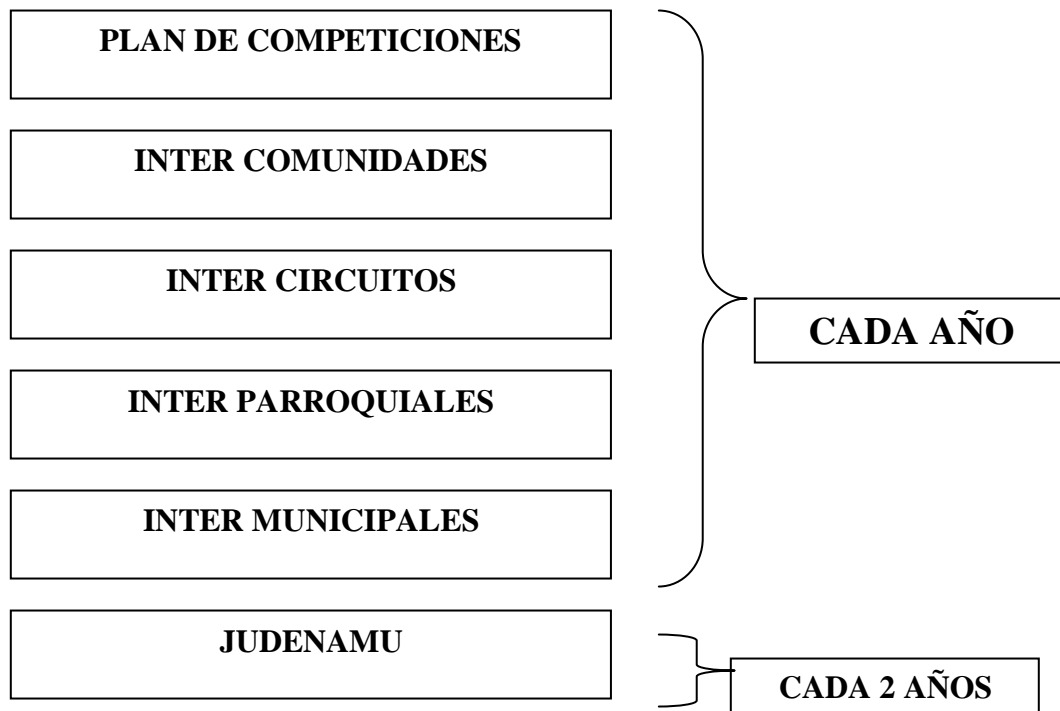 PLAN DE COMPETICIONES
INTER COMUNIDADES
INTER CIRCUITOS
CADA AÑO
INTER PARROQUIALES
INTER MUNICIPALES
JUDENAMU
CADA 2 AÑOS